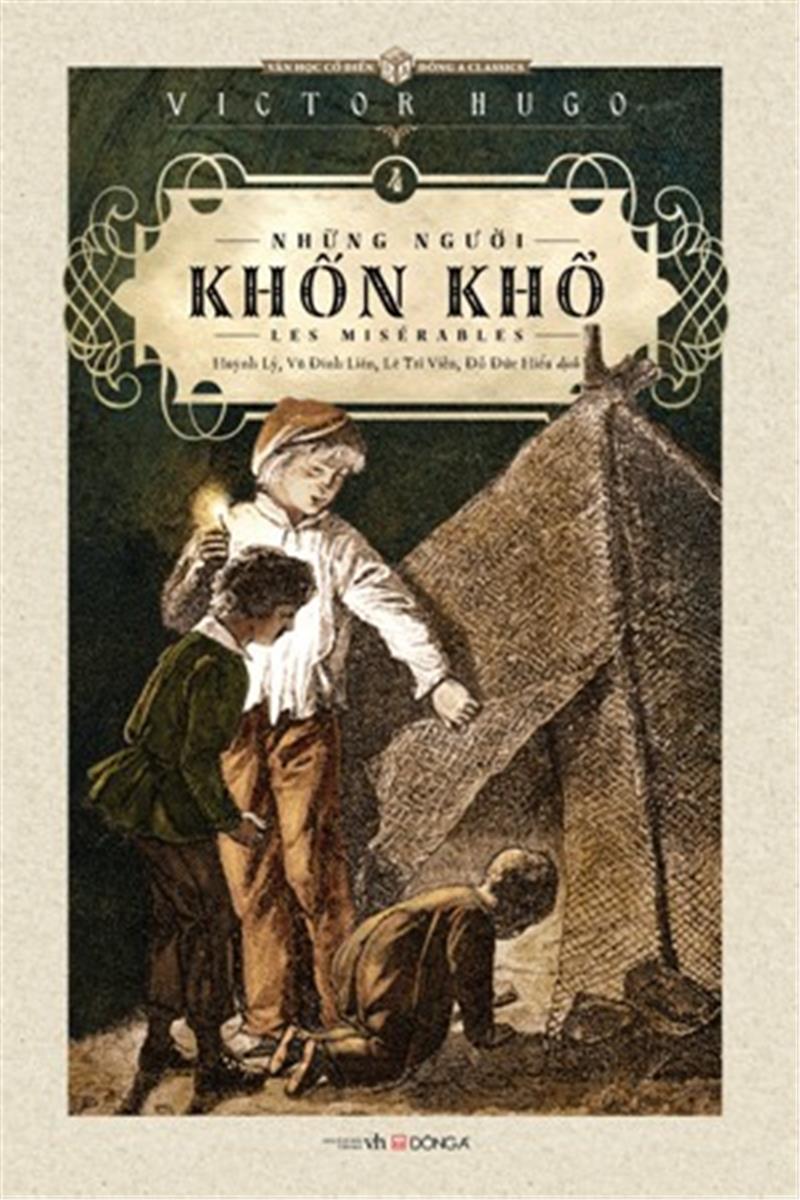 VĂN HỌC CỔ ĐIỂN ĐÔNG A CLASSICS
VICTOR HUGO
4
NHỮNG NGƯỜI
KHỐN KHỔ
LES MISÉRABLES
Huỳnh Lý, Vũ Đình Liên, Lê Trí Viễn, Đỗ Đức Hiểu dịch
vh ĐÔNG A